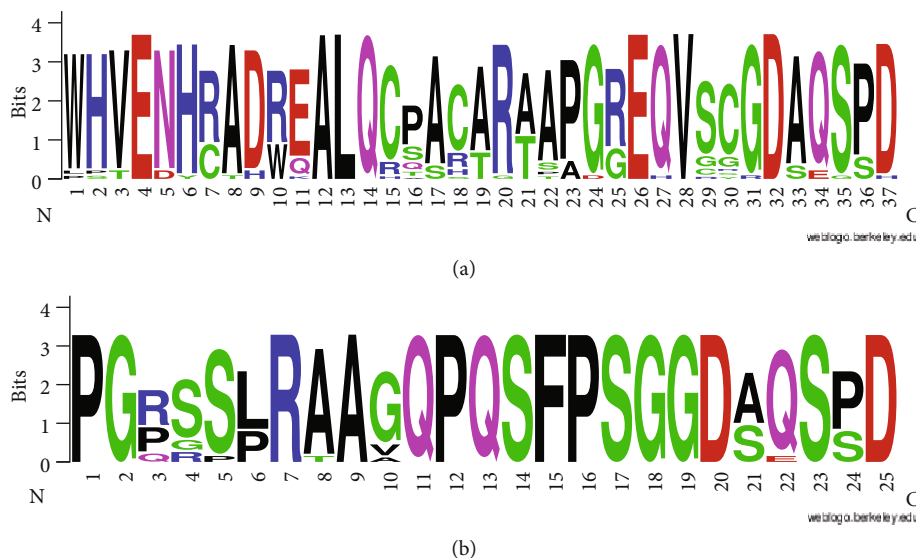 4
3
2
1
0
Bits
WHVENHRADREALQCPACARAAPGREQVSCGDAQSPD
1 2 3 4 5 6 7 8 9 10 11 12 13 14 15 16 17 18 19 20 21 22 23 24 25 26 27 28 29 30 31 32 33 34 35 36 37
N C
weblogo.berkeley.edu
(a)
4
3
2
1
0
Bits
PGRSSLRAAGQPQSFPSGGDAQSPD
1 2 3 4 5 6 7 8 9 10 11 12 13 14 15 16 17 18 19 20 21 22 23 24 25
N C
weblogo.berkeley.edu
(b)